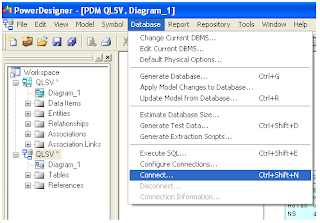 PowerDesigner - [PDM QLSV, Diagram_1]
File Edit View Model Symbol Database Report Repository Tools Window Help
Workspace
QLSV *
Diagram_1
Data Items
Entities
Relationships
Associations
Association Links
QLSV *
Diagram_1
Tables
References
Change Current DBMS...
Edit Current DBMS...
Default Physical Options...
Generate Database... Ctrl+G
Apply Model Changes to Database...
Update Model from Database... Ctrl+R
Estimate Database Size...
Generate Test Data... Ctrl+Shift+D
Generate Extraction Scripts...
Execute SQL... Ctrl+Shift+E
Configure Connections...
Connect... Ctrl+Shift+N
Disconnect...
Connection Information...